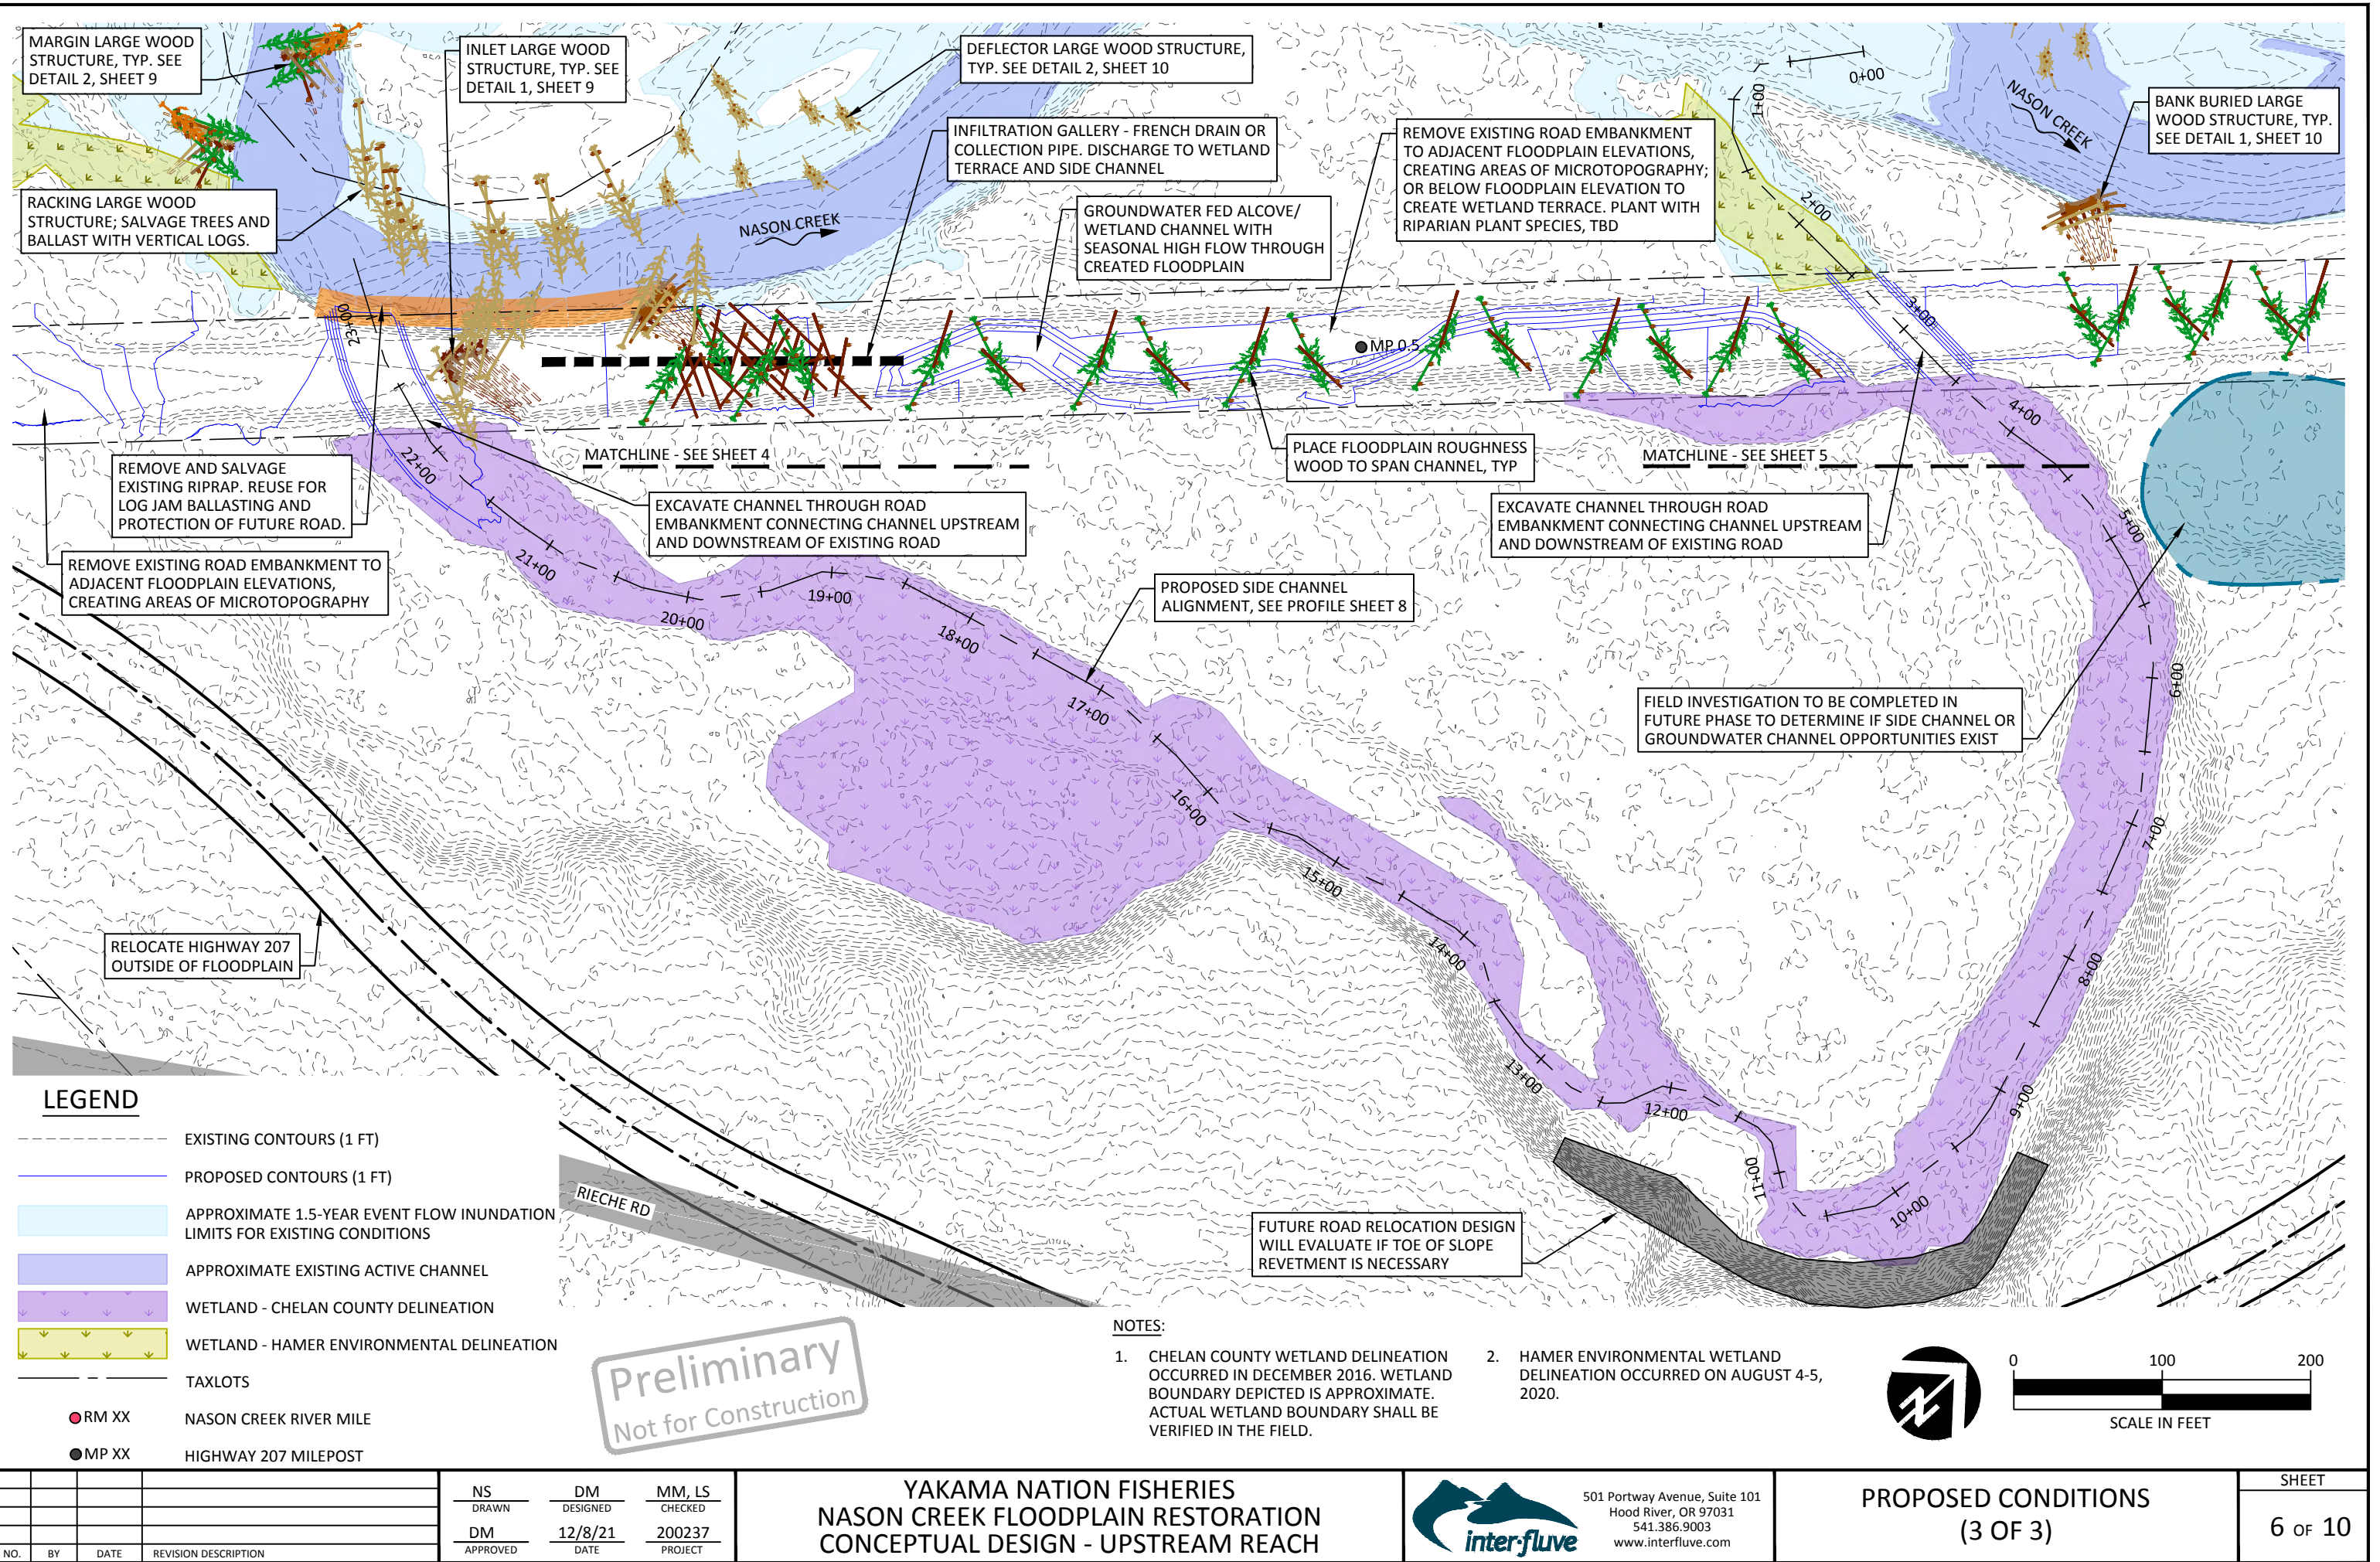 MARGIN LARGE WOOD
STRUCTURE, TYP. SEE
DETAIL 2, SHEET 9
INLET LARGE WOOD
STRUCTURE, TYP. SEE
DETAIL 1, SHEET 9
DEFLECTOR LARGE WOOD STRUCTURE,
TYP. SEE DETAIL 2, SHEET 10
INFILTRATION GALLERY - FRENCH DRAIN OR
COLLECTION PIPE. DISCHARGE TO WETLAND
TERRACE AND SIDE CHANNEL
REMOVE EXISTING ROAD EMBANKMENT
TO ADJACENT FLOODPLAIN ELEVATIONS,
CREATING AREAS OF MICROTOPOGRAPHY;
OR BELOW FLOODPLAIN ELEVATION TO
CREATE WETLAND TERRACE. PLANT WITH
RIPARIAN PLANT SPECIES, TBD
0+00
1+00
2+00
NASON CREEK
BANK BURIED LARGE
WOOD STRUCTURE, TYP.
SEE DETAIL 1, SHEET 10
RACKING LARGE WOOD
STRUCTURE; SALVAGE TREES AND
BALLAST WITH VERTICAL LOGS.
NASON CREEK
GROUNDWATER FED ALCOVE/
WETLAND CHANNEL WITH
SEASONAL HIGH FLOW THROUGH
CREATED FLOODPLAIN
23+00
MP 0.5
3+00
4+00
22+00
MATCHLINE - SEE SHEET 4
PLACE FLOODPLAIN ROUGHNESS
WOOD TO SPAN CHANNEL, TYP
MATCHLINE - SEE SHEET 5
REMOVE AND SALVAGE
EXISTING RIPRAP. REUSE FOR
LOG JAM BALLASTING AND
PROTECTION OF FUTURE ROAD.
EXCAVATE CHANNEL THROUGH ROAD
EMBANKMENT CONNECTING CHANNEL UPSTREAM
AND DOWNSTREAM OF EXISTING ROAD
EXCAVATE CHANNEL THROUGH ROAD
EMBANKMENT CONNECTING CHANNEL UPSTREAM
AND DOWNSTREAM OF EXISTING ROAD
5+00
REMOVE EXISTING ROAD EMBANKMENT TO
ADJACENT FLOODPLAIN ELEVATIONS,
CREATING AREAS OF MICROTOPOGRAPHY
21+00
20+00
19+00
18+00
PROPOSED SIDE CHANNEL
ALIGNMENT, SEE PROFILE SHEET 8
17+00
6+00
FIELD INVESTIGATION TO BE COMPLETED IN
FUTURE PHASE TO DETERMINE IF SIDE CHANNEL OR
GROUNDWATER CHANNEL OPPORTUNITIES EXIST
16+00
7+00
15+00
14+00
8+00
RELOCATE HIGHWAY 207
OUTSIDE OF FLOODPLAIN
13+00
12+00
9+00
11+00
10+00
RIECHE RD
FUTURE ROAD RELOCATION DESIGN
WILL EVALUATE IF TOE OF SLOPE
REVETMENT IS NECESSARY
LEGEND
EXISTING CONTOURS (1 FT)
PROPOSED CONTOURS (1 FT)
APPROXIMATE 1.5-YEAR EVENT FLOW INUNDATION
LIMITS FOR EXISTING CONDITIONS
APPROXIMATE EXISTING ACTIVE CHANNEL
WETLAND - CHELAN COUNTY DELINEATION
WETLAND - HAMER ENVIRONMENTAL DELINEATION
TAXLOTS
RM XX NASON CREEK RIVER MILE
MP XX HIGHWAY 207 MILEPOST
Preliminary
Not for Construction
NOTES:
1. CHELAN COUNTY WETLAND DELINEATION
OCCURRED IN DECEMBER 2016. WETLAND
BOUNDARY DEPICTED IS APPROXIMATE.
ACTUAL WETLAND BOUNDARY SHALL BE
VERIFIED IN THE FIELD.
2. HAMER ENVIRONMENTAL WETLAND
DELINEATION OCCURRED ON AUGUST 4-5,
2020.
0 100 200
SCALE IN FEET
NO. BY DATE REVISION DESCRIPTION
NS DM MM, LS
DRAWN DESIGNED CHECKED
DM 12/8/21 200237
APPROVED DATE PROJECT
YAKAMA NATION FISHERIES
NASON CREEK FLOODPLAIN RESTORATION
CONCEPTUAL DESIGN - UPSTREAM REACH
inter-fluve
501 Portway Avenue, Suite 101
Hood River, OR 97031
541.386.9003
www.interfluve.com
PROPOSED CONDITIONS
(3 OF 3)
SHEET
6 OF 10